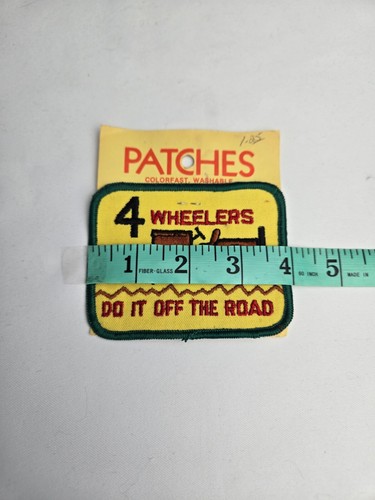 1.25
PATCHES
COLORFAST, WASHABLE
4 WHEELERS
1 FIBER-GLASS 2 3 4 60 INCH 5 MADE IN
DO IT OFF THE ROAD